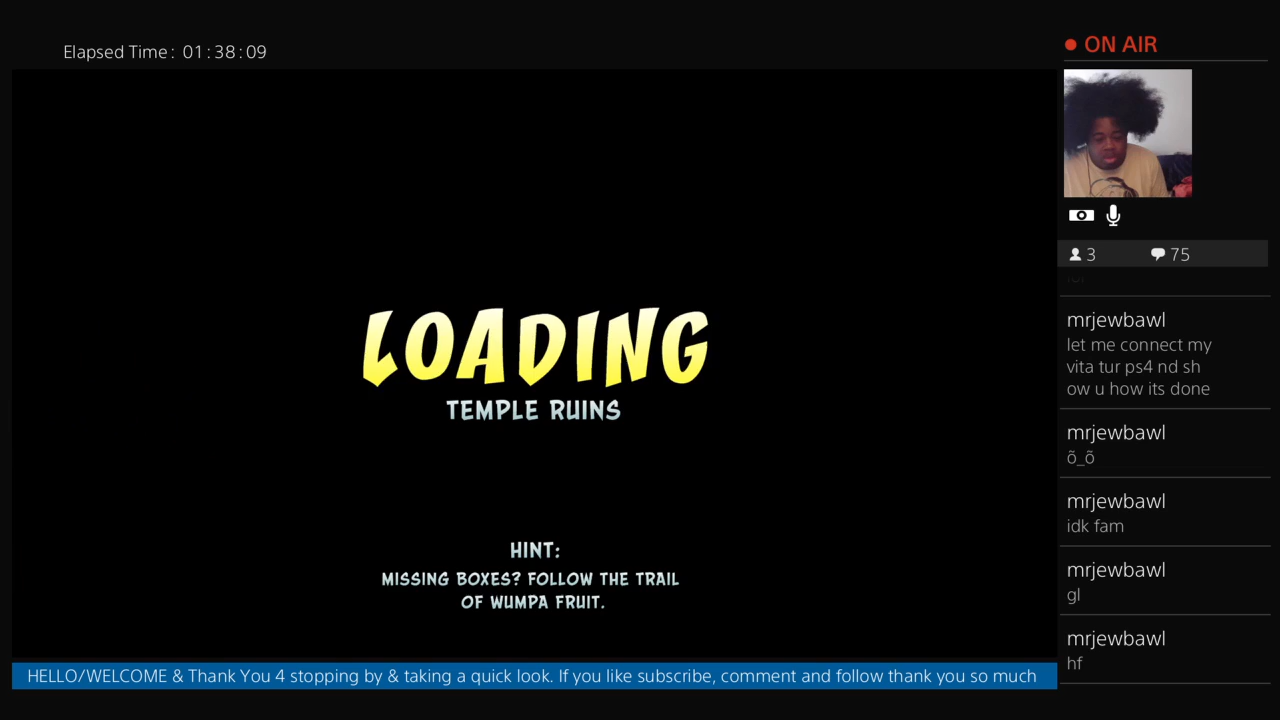 Elapsed Time: 01:38:09
ON AIR
3
75
mrjewbawl
let me connect my
vita tur ps4 nd sh
ow u how its done
mrjewbawl
õ_õ
mrjewbawl
idk fam
mrjewbawl
gl
mrjewbawl
hf
LOADING
TEMPLE RUINS
HINT:
MISSING BOXES? FOLLOW THE TRAIL
OF WUMPA FRUIT.
HELLO/WELCOME & Thank You 4 stopping by & taking a quick look. If you like subscribe, comment and follow thank you so much